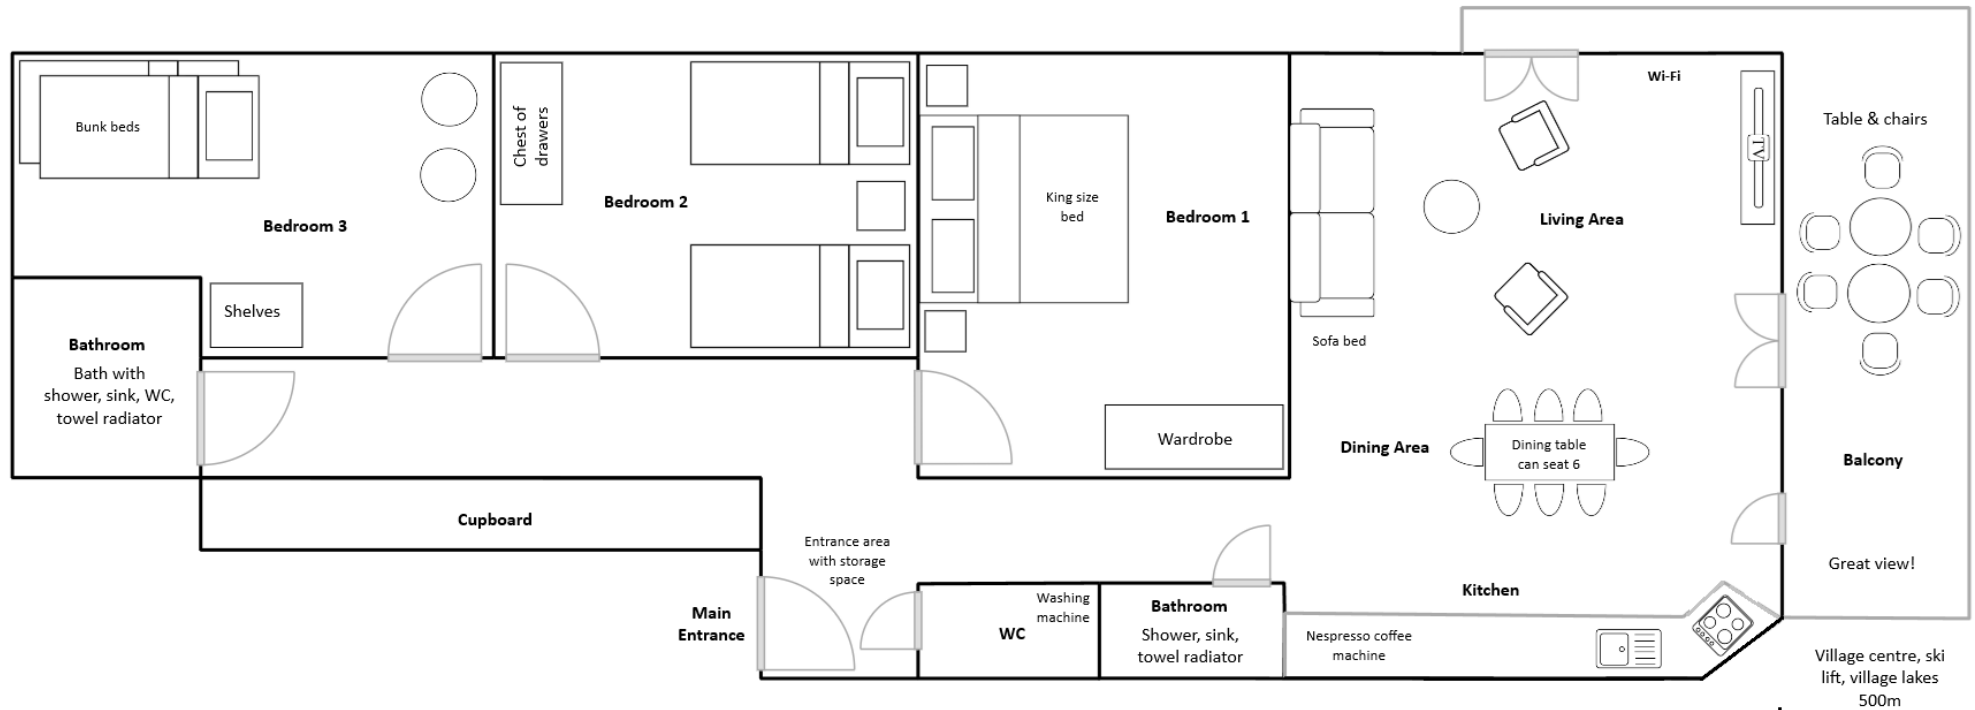 Bunk beds
Bedroom 3
Shelves
Bathroom
Bath with
shower, sink, WC,
towel radiator
Chest of
drawers
Bedroom 2
King size
bed
Bedroom 1
Wardrobe
Sofa bed
Wi-Fi
TV
Living Area
Dining Area
Dining table
can seat 6
Table & chairs
Balcony
Great view!
Cupboard
Entrance area
with storage
space
Main
Entrance
Washing
machine
WC
Bathroom
Shower, sink,
towel radiator
Kitchen
Nespresso coffee
machine
Village centre, ski
lift, village lakes
500m